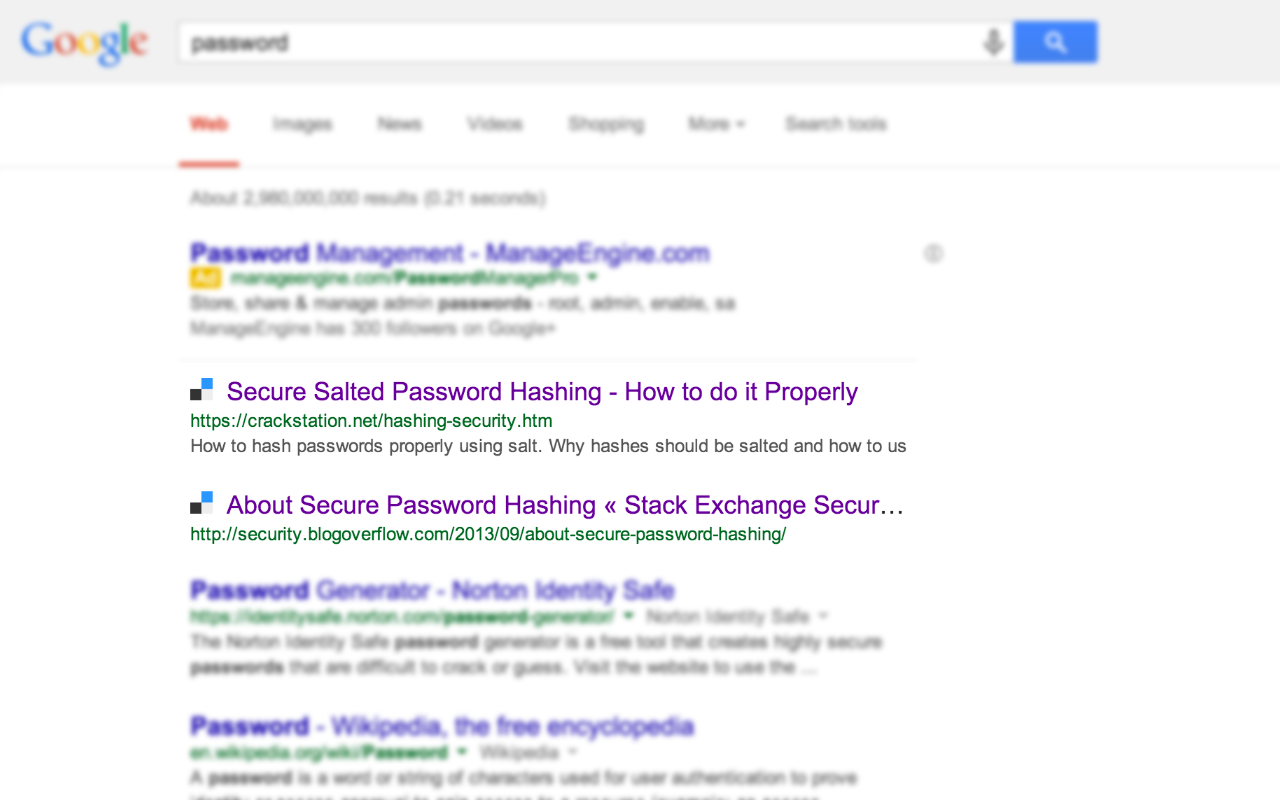 Google
password
Web Images News Videos Shopping More Search tools
About 2,980,000,000 results (0.21 seconds)
Password Management - ManageEngine.com
Ad manageengine.com/PasswordManagerPro
Store, share & manage admin passwords - root, admin, enable, sa
ManageEngine has 300 followers on Google+
Secure Salted Password Hashing - How to do it Properly
https://crackstation.net/hashing-security.htm
How to hash passwords properly using salt. Why hashes should be salted and how to us
About Secure Password Hashing « Stack Exchange Secur…
http://security.blogoverflow.com/2013/09/about-secure-password-hashing/
Password Generator - Norton Identity Safe
https://identitysafe.norton.com/password-generator/ Norton Identity Safe
The Norton Identity Safe password generator is a free tool that creates highly secure
passwords that are difficult to crack or guess. Visit the website to use the ...
Password - Wikipedia, the free encyclopedia
en.wikipedia.org/wiki/Password Wikipedia
A password is a word or string of characters used for user authentication to prove